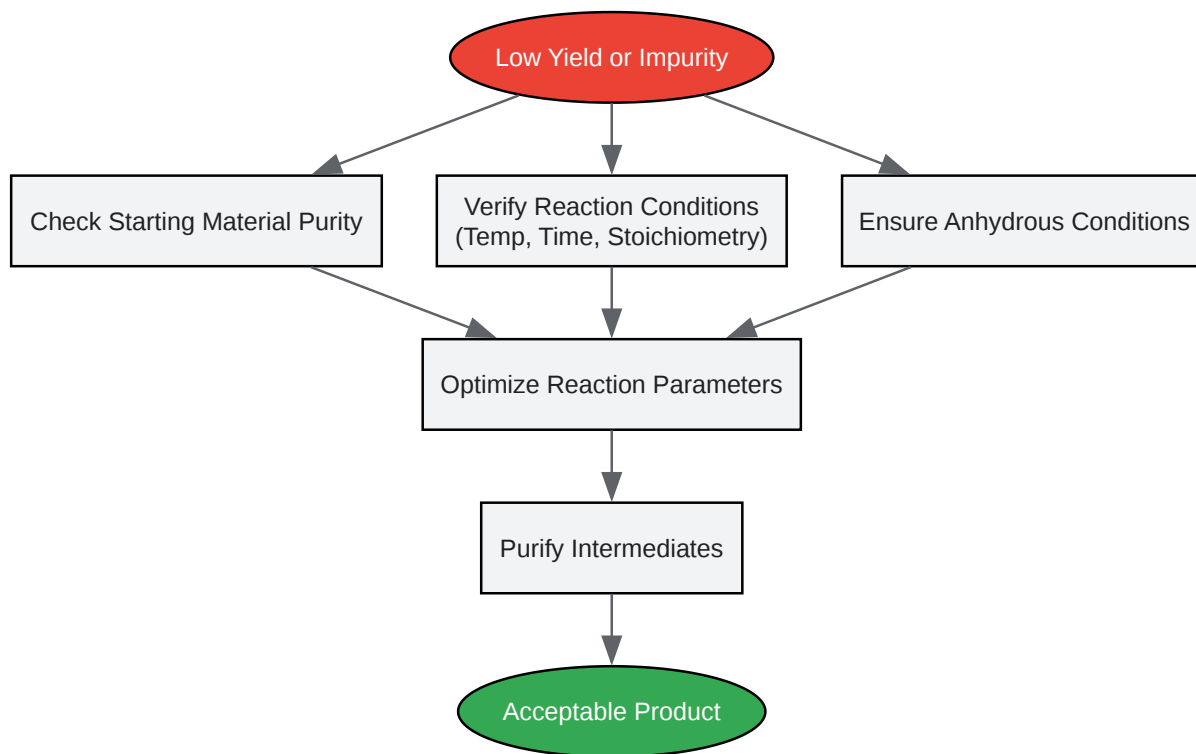 Low Yield or Impurity
Check Starting Material Purity
Verify Reaction Conditions
(Temp, Time, Stoichiometry)
Ensure Anhydrous Conditions
Optimize Reaction Parameters
Purify Intermediates
Acceptable Product